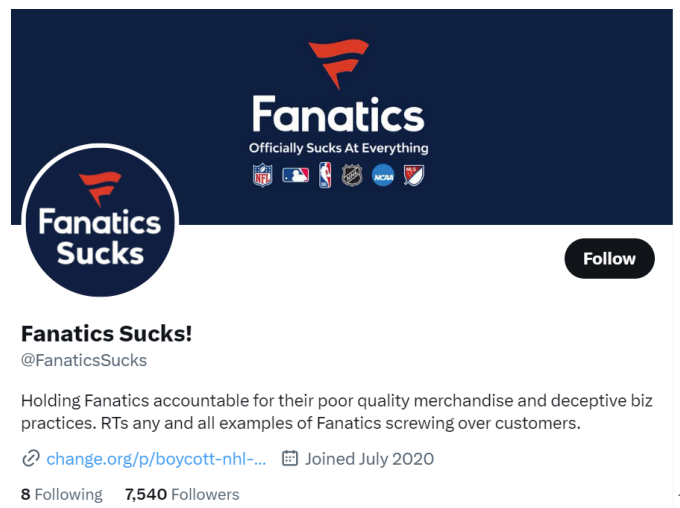 Fanatics
Officially Sucks At Everything
NFL NHL NCAA MLS
Fanatics
Sucks
Follow
Fanatics Sucks!
@FanaticsSucks
Holding Fanatics accountable for their poor quality merchandise and deceptive biz
practices. RTs any and all examples of Fanatics screwing over customers.
change.org/p/boycott-nhl-... Joined July 2020
8 Following 7,540 Followers